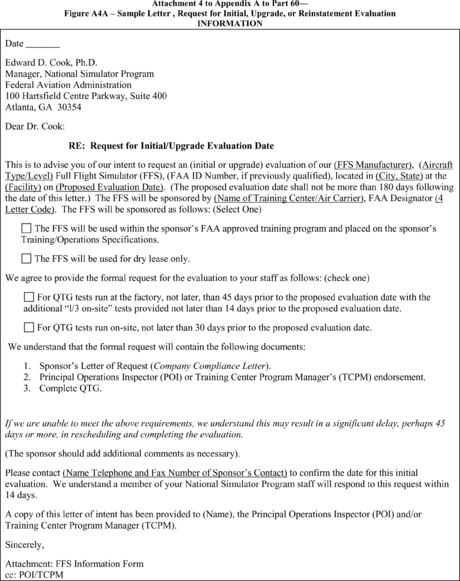 Attachment 4 to Appendix A to Part 60—
Figure A4A – Sample Letter , Request for Initial, Upgrade, or Reinstatement Evaluation
INFORMATION
Date _______
Edward D. Cook, Ph.D.
Manager, National Simulator Program
Federal Aviation Administration
100 Hartsfield Centre Parkway, Suite 400
Atlanta, GA 30354
Dear Dr. Cook:
RE: Request for Initial/Upgrade Evaluation Date
This is to advise you of our intent to request an (initial or upgrade) evaluation of our (FFS Manufacturer), (Aircraft
Type/Level) Full Flight Simulator (FFS), (FAA ID Number, if previously qualified), located in (City, State) at the
(Facility) on (Proposed Evaluation Date). (The proposed evaluation date shall not be more than 180 days following
the date of this letter.) The FFS will be sponsored by (Name of Training Center/Air Carrier), FAA Designator (4
Letter Code). The FFS will be sponsored as follows: (Select One)
☐ The FFS will be used within the sponsor's FAA approved training program and placed on the sponsor's
Training/Operations Specifications.
☐ The FFS will be used for dry lease only.
We agree to provide the formal request for the evaluation to your staff as follows: (check one)
☐ For QTG tests run at the factory, not later, than 45 days prior to the proposed evaluation date with the
additional "l/3 on-site" tests provided not later than 14 days prior to the proposed evaluation date.
☐ For QTG tests run on-site, not later than 30 days prior to the proposed evaluation date.
We understand that the formal request will contain the following documents:
1. Sponsor's Letter of Request (Company Compliance Letter).
2. Principal Operations Inspector (POI) or Training Center Program Manager's (TCPM) endorsement.
3. Complete QTG.
If we are unable to meet the above requirements, we understand this may result in a significant delay, perhaps 45
days or more, in rescheduling and completing the evaluation.
(The sponsor should add additional comments as necessary).
Please contact (Name Telephone and Fax Number of Sponsor's Contact) to confirm the date for this initial
evaluation. We understand a member of your National Simulator Program staff will respond to this request within
14 days.
A copy of this letter of intent has been provided to (Name), the Principal Operations Inspector (POI) and/or
Training Center Program Manager (TCPM).
Sincerely,
Attachment: FFS Information Form
cc: POI/TCPM